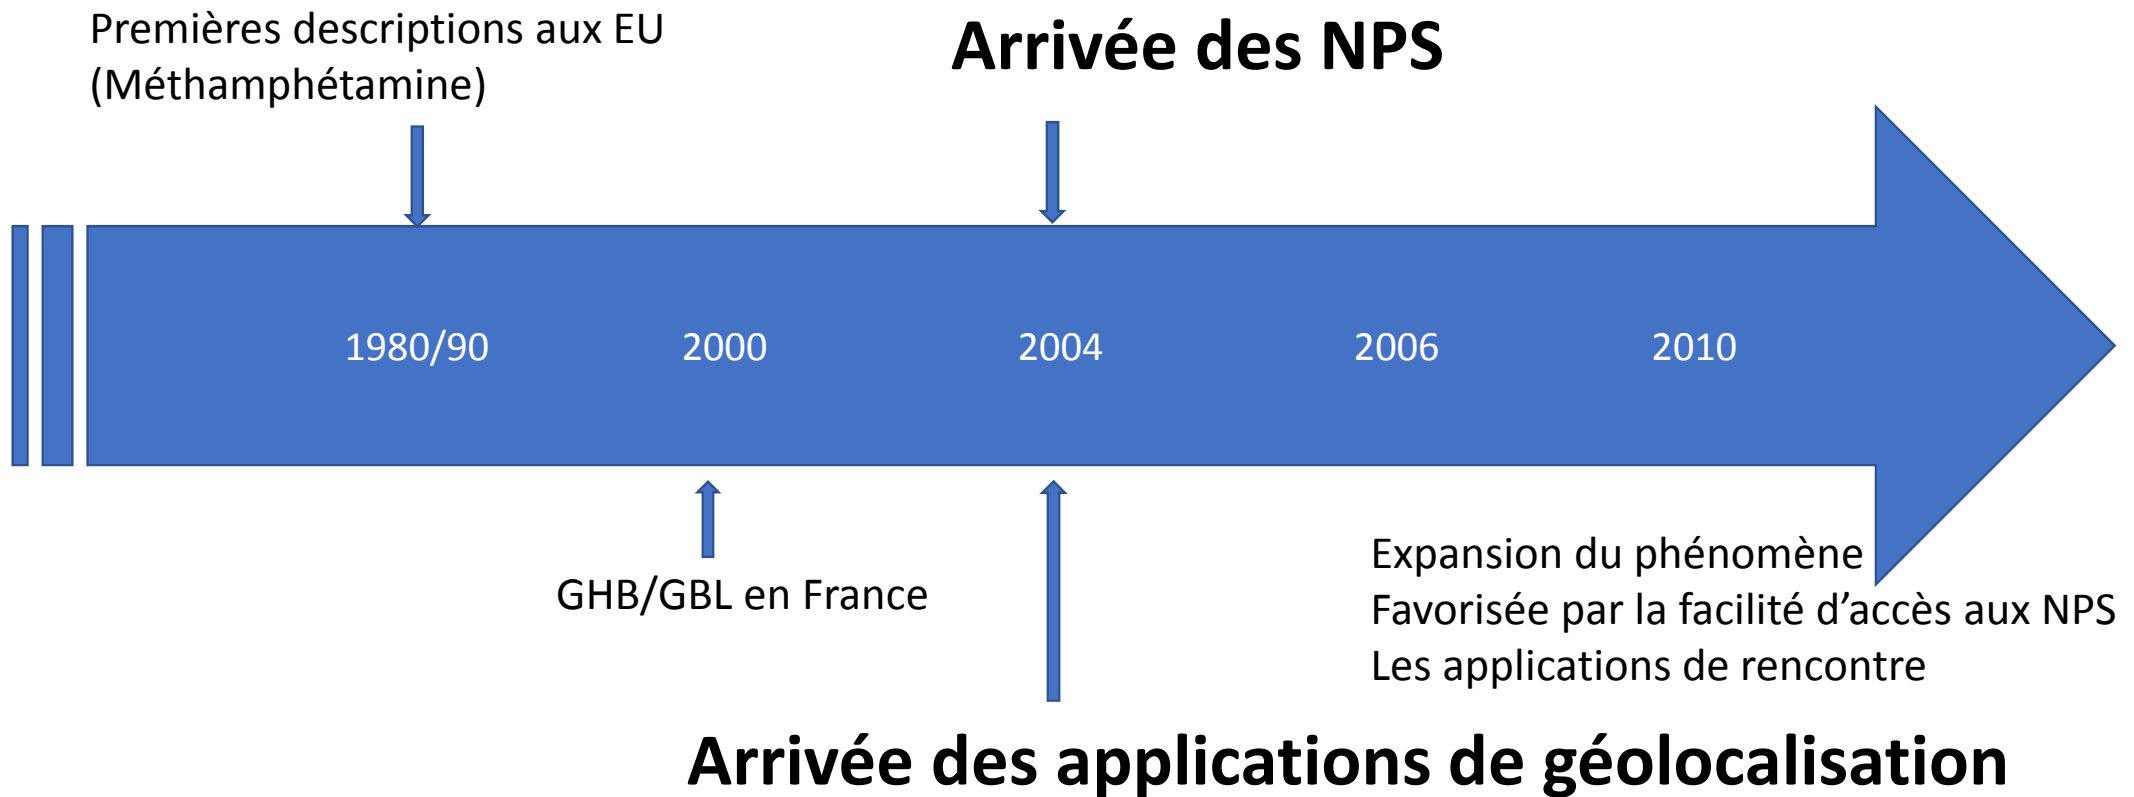 Premières descriptions aux EU
(Méthamphétamine)
Arrivée des NPS
1980/90
2000
2004
2006
2010
GHB/GBL en France
Expansion du phénomène
Favorisée par la facilité d’accès aux NPS
Les applications de rencontre
Arrivée des applications de géolocalisation